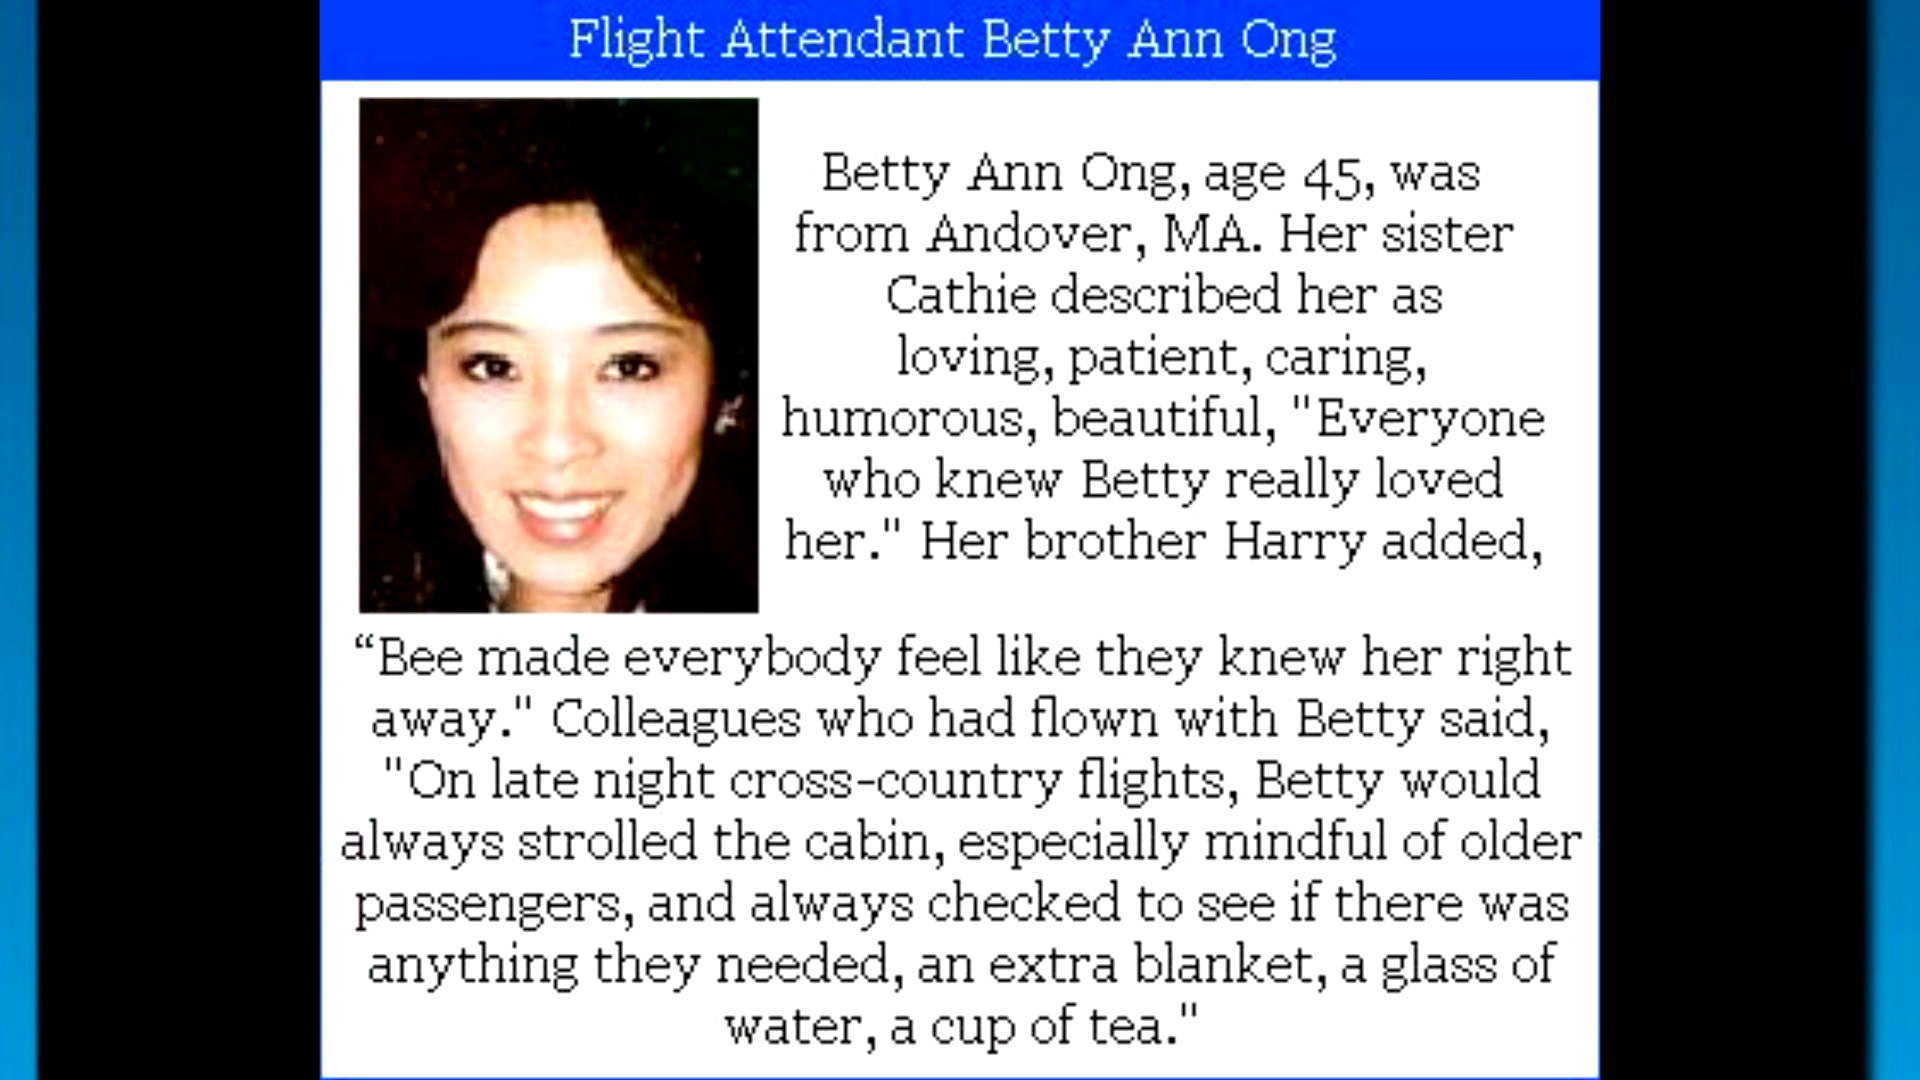 Flight Attendant Betty Ann Ong
Betty Ann Ong, age 45, was
from Andover, MA. Her sister
Cathie described her as
loving, patient, caring,
humorous, beautiful, "Everyone
who knew Betty really loved
her." Her brother Harry added,
“Bee made everybody feel like they knew her right
away." Colleagues who had flown with Betty said,
"On late night cross-country flights, Betty would
always strolled the cabin, especially mindful of older
passengers, and always checked to see if there was
anything they needed, an extra blanket, a glass of
water, a cup of tea."